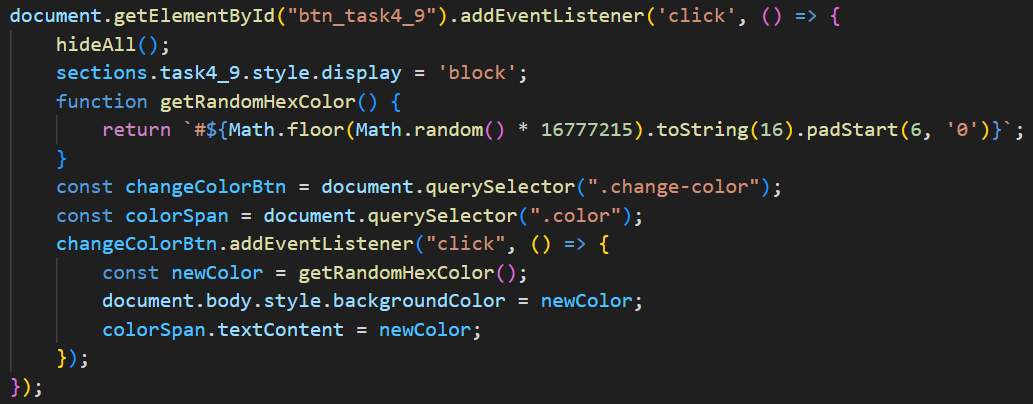 document.getElementById("btn_task4_9").addEventListener('click', () => {
    hideAll();
    sections.task4_9.style.display = 'block';
    function getRandomHexColor() {
        return `#${Math.floor(Math.random() * 16777215).toString(16).padStart(6, '0')}`;
    }
    const changeColorBtn = document.querySelector(".change-color");
    const colorSpan = document.querySelector(".color");
    changeColorBtn.addEventListener("click", () => {
        const newColor = getRandomHexColor();
        document.body.style.backgroundColor = newColor;
        colorSpan.textContent = newColor;
    });
});